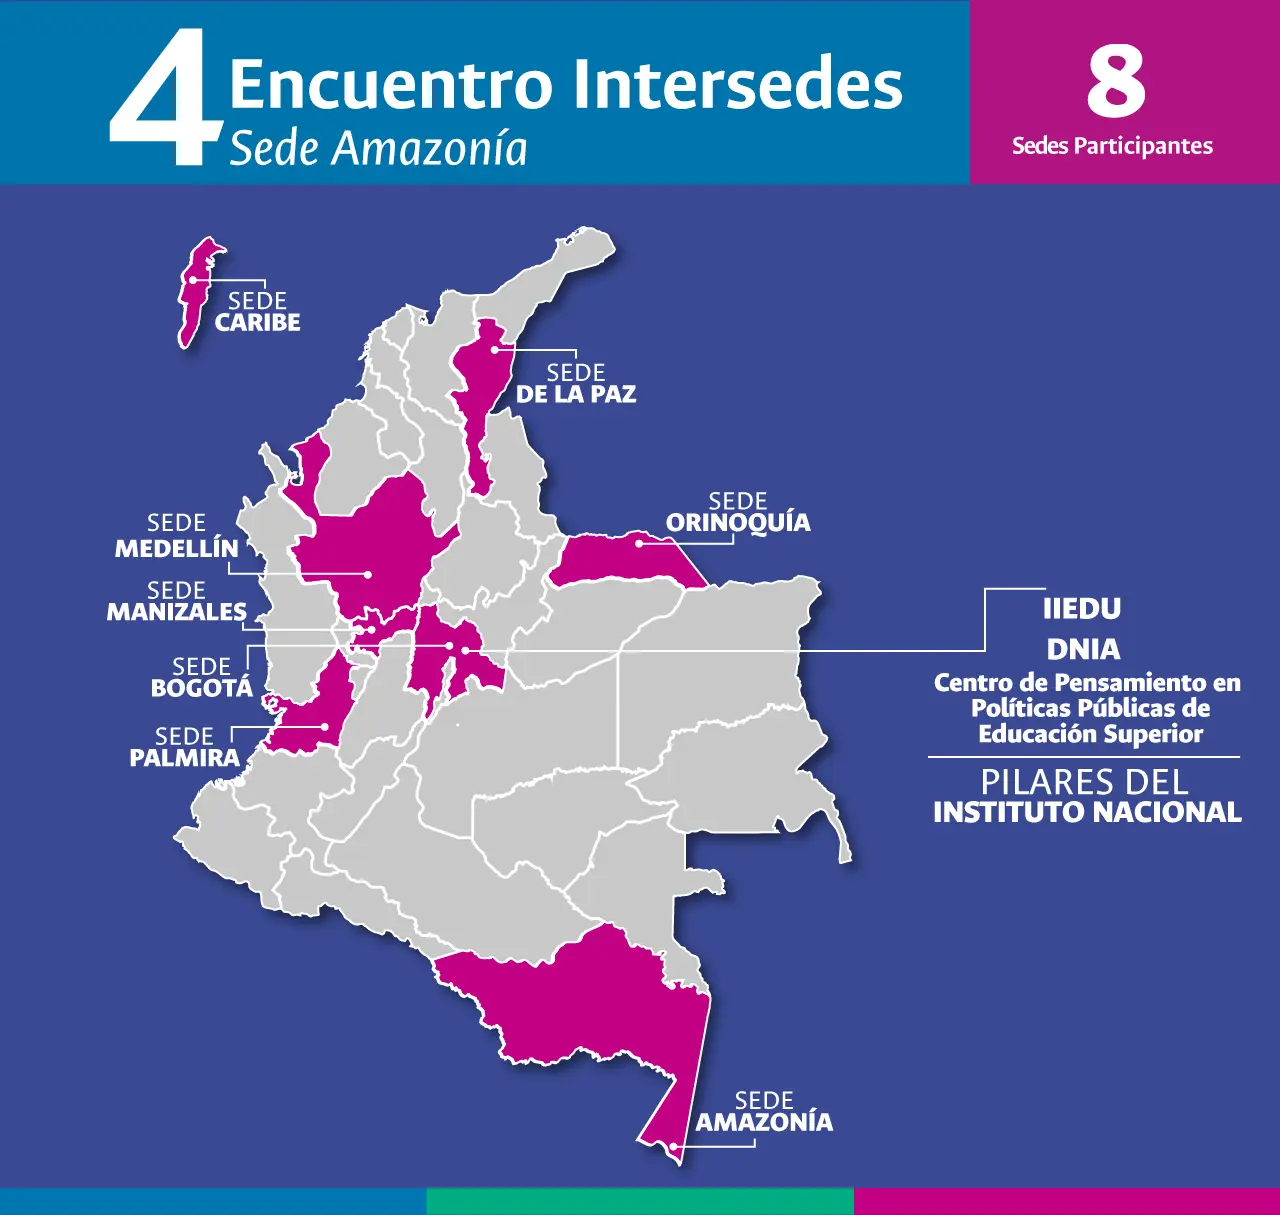 4 Encuentro Intersedes
Sede Amazonía
8
Sedes Participantes
SEDE
CARIBE
SEDE
DE LA PAZ
SEDE
ORINOQUÍA
SEDE
MEDELLÍN
SEDE
MANIZALES
SEDE
BOGOTÁ
SEDE
PALMIRA
IIEDU
DNIA
Centro de Pensamiento en
Políticas Públicas de
Educación Superior
PILARES DEL
INSTITUTO NACIONAL
SEDE
AMAZONÍA